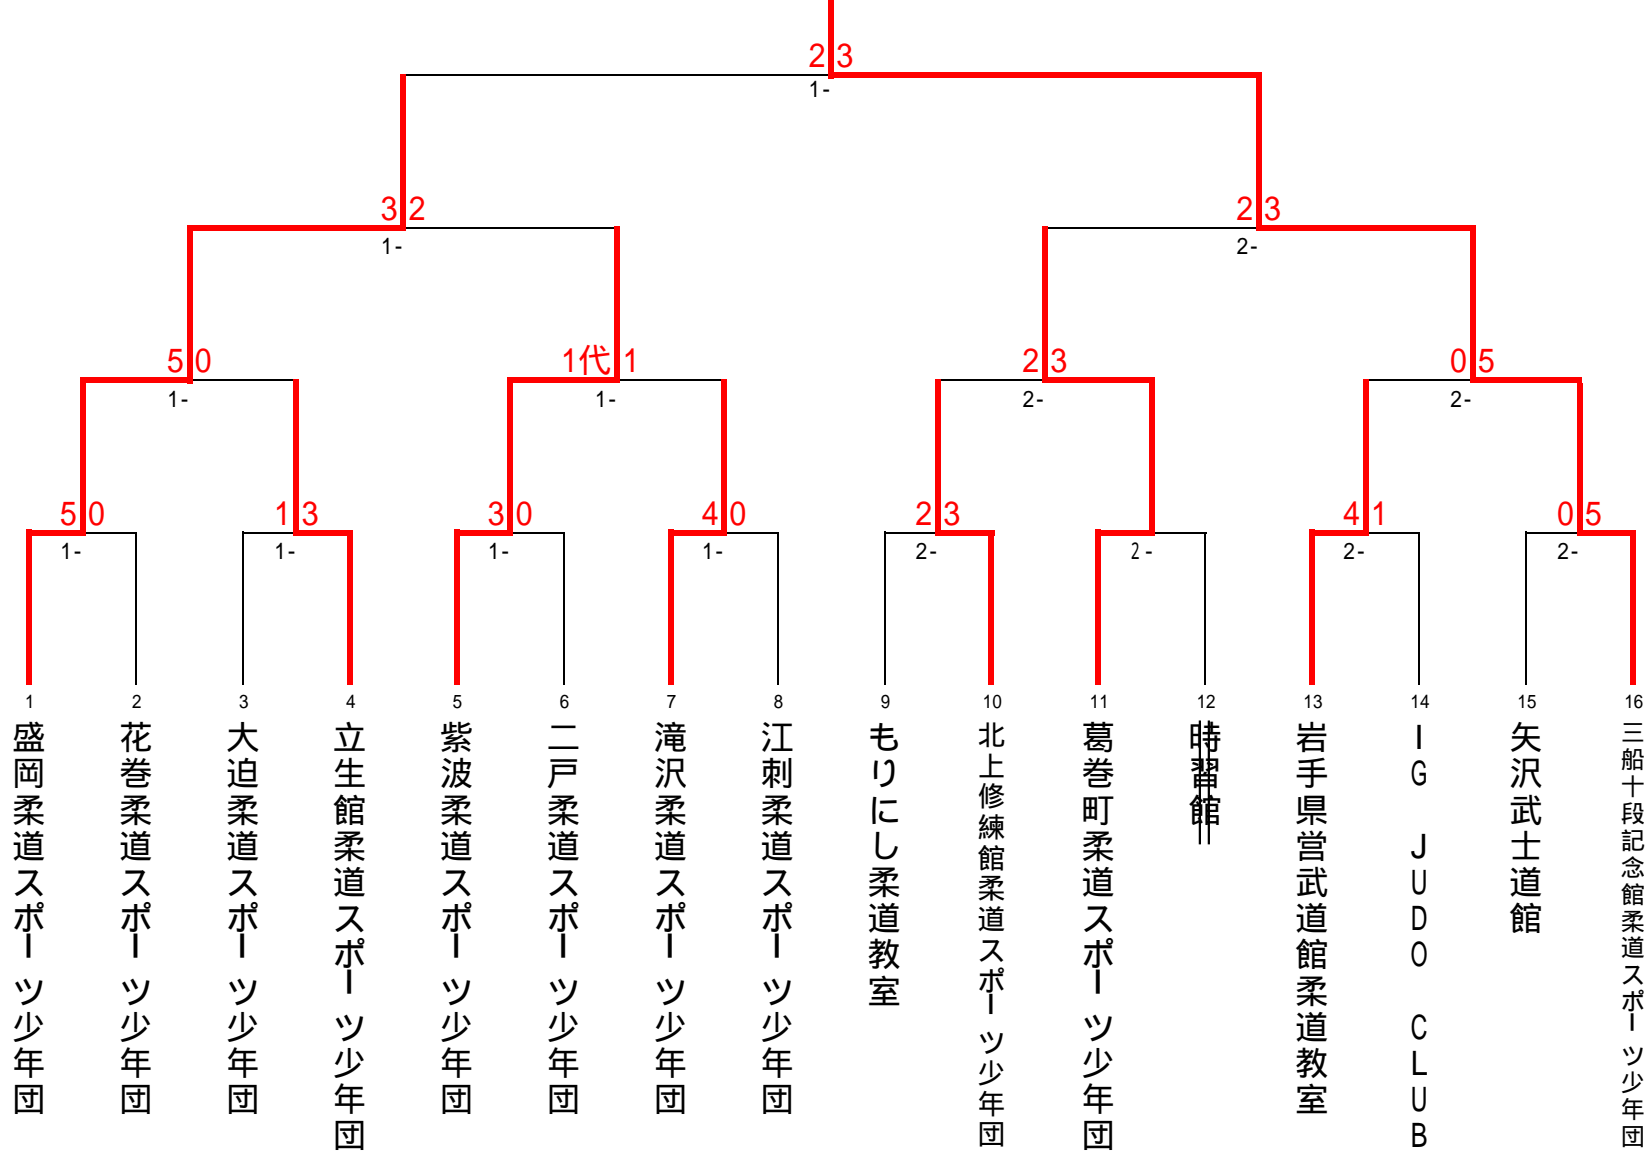 2 3
1-
3 2
1-
2 3
2-
5 0
1-
1代 1
1-
2 3
2-
0 5
2-
5 0
1-
1 3
1-
3 0
1-
4 0
1-
2 3
2-
2-
4 1
2-
0 5
2-
1
盛岡柔道スポーツ少年団
2
花巻柔道スポーツ少年団
3
大迫柔道スポーツ少年団
4
立生館柔道スポーツ少年団
5
紫波柔道スポーツ少年団
6
二戸柔道スポーツ少年団
7
滝沢柔道スポーツ少年団
8
江刺柔道スポーツ少年団
9
もりにし柔道教室
10
北上修練館柔道スポーツ少年団
11
葛巻町柔道スポーツ少年団
12
時習館
13
岩手県営武道館柔道教室
14
IG JUDO CLUB
15
矢沢武士道館
16
三船十段記念館柔道スポーツ少年団